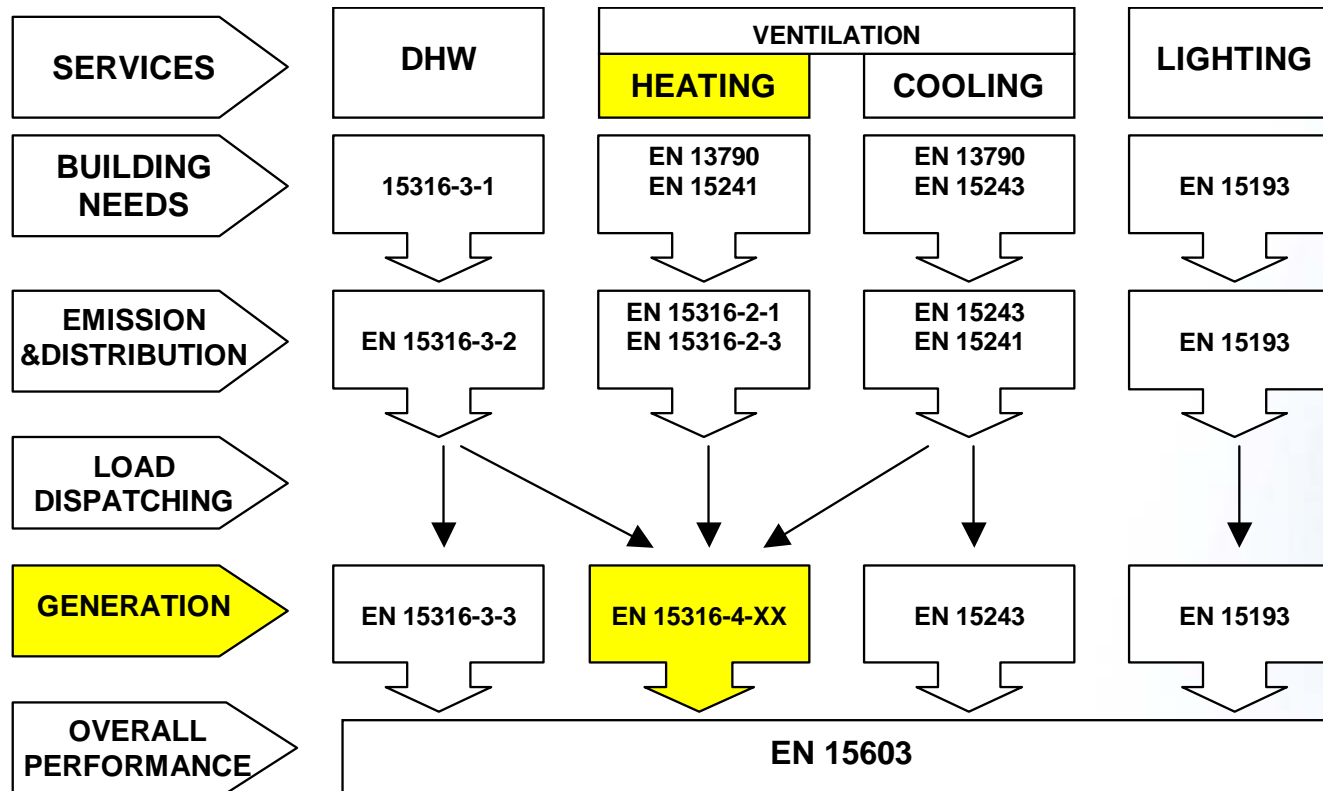 SERVICES
DHW
VENTILATION
HEATING
COOLING
LIGHTING
BUILDING
NEEDS
15316-3-1
EN 13790
EN 15241
EN 13790
EN 15243
EN 15193
EMISSION
&DISTRIBUTION
EN 15316-3-2
EN 15316-2-1
EN 15316-2-3
EN 15243
EN 15241
EN 15193
LOAD
DISPATCHING
GENERATION
EN 15316-3-3
EN 15316-4-XX
EN 15243
EN 15193
OVERALL
PERFORMANCE
EN 15603